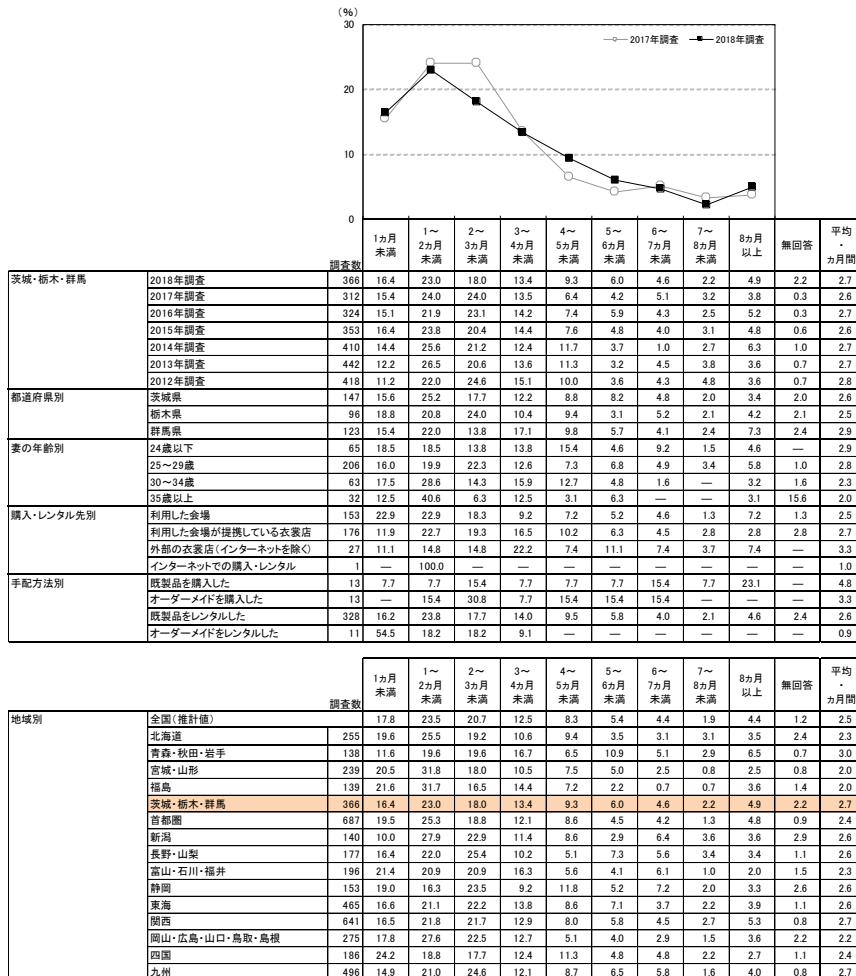 (%)
30
20
10
0
2017年調査 2018年調査
調査数 1ヵ月未満 1～2ヵ月未満 2～3ヵ月未満 3～4ヵ月未満 4～5ヵ月未満 5～6ヵ月未満 6～7ヵ月未満 7～8ヵ月未満 8ヵ月以上 無回答 平均・ヵ月間
茨城・栃木・群馬 2018年調査 366 16.4 23.0 18.0 13.4 9.3 6.0 4.6 2.2 4.9 2.2 2.7
2017年調査 312 15.4 24.0 24.0 13.5 6.4 4.2 5.1 3.2 3.8 0.3 2.6
2016年調査 324 15.1 21.9 23.1 14.2 7.4 5.9 4.3 2.5 5.2 0.3 2.7
2015年調査 353 16.4 23.8 20.4 14.4 7.6 4.8 4.0 3.1 4.8 0.6 2.6
2014年調査 410 14.4 25.6 21.2 12.4 11.7 3.7 1.0 2.7 6.3 1.0 2.7
2013年調査 442 12.2 26.5 20.6 13.6 11.3 3.2 4.5 3.8 3.6 0.7 2.7
2012年調査 418 11.2 22.0 24.6 15.1 10.0 3.6 4.3 4.8 3.6 0.7 2.8
都道府県別 茨城県 147 15.6 25.2 17.7 12.2 8.8 8.2 4.8 2.0 3.4 2.0 2.6
栃木県 96 18.8 20.8 24.0 10.4 9.4 3.1 5.2 2.1 4.2 2.1 2.5
群馬県 123 15.4 22.0 13.8 17.1 9.8 5.7 4.1 2.4 7.3 2.4 2.9
妻の年齢別 24歳以下 65 18.5 18.5 13.8 13.8 15.4 4.6 9.2 1.5 4.6 — 2.9
25～29歳 206 16.0 19.9 22.3 12.6 7.3 6.8 4.9 3.4 5.8 1.0 2.8
30～34歳 63 17.5 28.6 14.3 15.9 12.7 4.8 1.6 — 3.2 1.6 2.3
35歳以上 32 12.5 40.6 6.3 12.5 3.1 6.3 — — 3.1 15.6 2.0
購入・レンタル先別 利用した会場 153 22.9 22.9 18.3 9.2 7.2 5.2 4.6 1.3 7.2 1.3 2.5
利用した会場が提携している衣裳店 176 11.9 22.7 19.3 16.5 10.2 6.3 4.5 2.8 2.8 2.8 2.7
外部の衣裳店(インターネットを除く) 27 11.1 14.8 14.8 22.2 7.4 11.1 7.4 3.7 7.4 — 3.3
インターネットでの購入・レンタル 1 — 100.0 — — — — — — — — 1.0
手配方法別 既製品を購入した 13 7.7 7.7 15.4 7.7 7.7 7.7 15.4 7.7 23.1 — 4.8
オーダーメイドを購入した 13 — 15.4 30.8 7.7 15.4 15.4 15.4 — — — 3.3
既製品をレンタルした 328 16.2 23.8 17.7 14.0 9.5 5.8 4.0 2.1 4.6 2.4 2.6
オーダーメイドをレンタルした 11 54.5 18.2 18.2 9.1 — — — — — — 0.9
調査数 1ヵ月未満 1～2ヵ月未満 2～3ヵ月未満 3～4ヵ月未満 4～5ヵ月未満 5～6ヵ月未満 6～7ヵ月未満 7～8ヵ月未満 8ヵ月以上 無回答 平均・ヵ月間
地域別 全国(推計値) 17.8 23.5 20.7 12.5 8.3 5.4 4.4 1.9 4.4 1.2 2.5
北海道 255 19.6 25.5 19.2 10.6 9.4 3.5 3.1 3.1 3.5 2.4 2.3
青森・秋田・岩手 138 11.6 19.6 19.6 16.7 6.5 10.9 5.1 2.9 6.5 0.7 3.0
宮城・山形 239 20.5 31.8 18.0 10.5 7.5 5.0 2.5 0.8 2.5 0.8 2.0
福島 139 21.6 31.7 16.5 14.4 7.2 2.2 0.7 0.7 3.6 1.4 2.0
茨城・栃木・群馬 366 16.4 23.0 18.0 13.4 9.3 6.0 4.6 2.2 4.9 2.2 2.7
首都圏 687 19.5 25.3 18.8 12.1 8.6 4.5 4.2 1.3 4.8 0.9 2.4
新潟 140 10.0 27.9 22.9 11.4 8.6 2.9 6.4 3.6 3.6 2.9 2.6
長野・山梨 177 16.4 22.0 25.4 10.2 5.1 7.3 5.6 3.4 3.4 1.1 2.6
富山・石川・福井 196 21.4 20.9 20.9 16.3 5.6 4.1 6.1 1.0 2.0 1.5 2.3
静岡 153 19.0 16.3 23.5 9.2 11.8 5.2 7.2 2.0 3.3 2.6 2.6
東海 465 16.6 21.1 22.2 13.8 8.6 7.1 3.7 2.2 3.9 1.1 2.6
関西 641 16.5 21.8 21.7 12.9 8.0 5.8 4.5 2.7 5.3 0.8 2.7
岡山・広島・山口・鳥取・島根 275 17.8 27.6 22.5 12.7 5.1 4.0 2.9 1.5 3.6 2.2 2.2
四国 186 24.2 18.8 17.7 12.4 11.3 4.8 4.8 2.2 2.7 1.1 2.4
九州 496 14.9 21.0 24.6 12.1 8.7 6.5 5.8 1.6 4.0 0.8 2.7